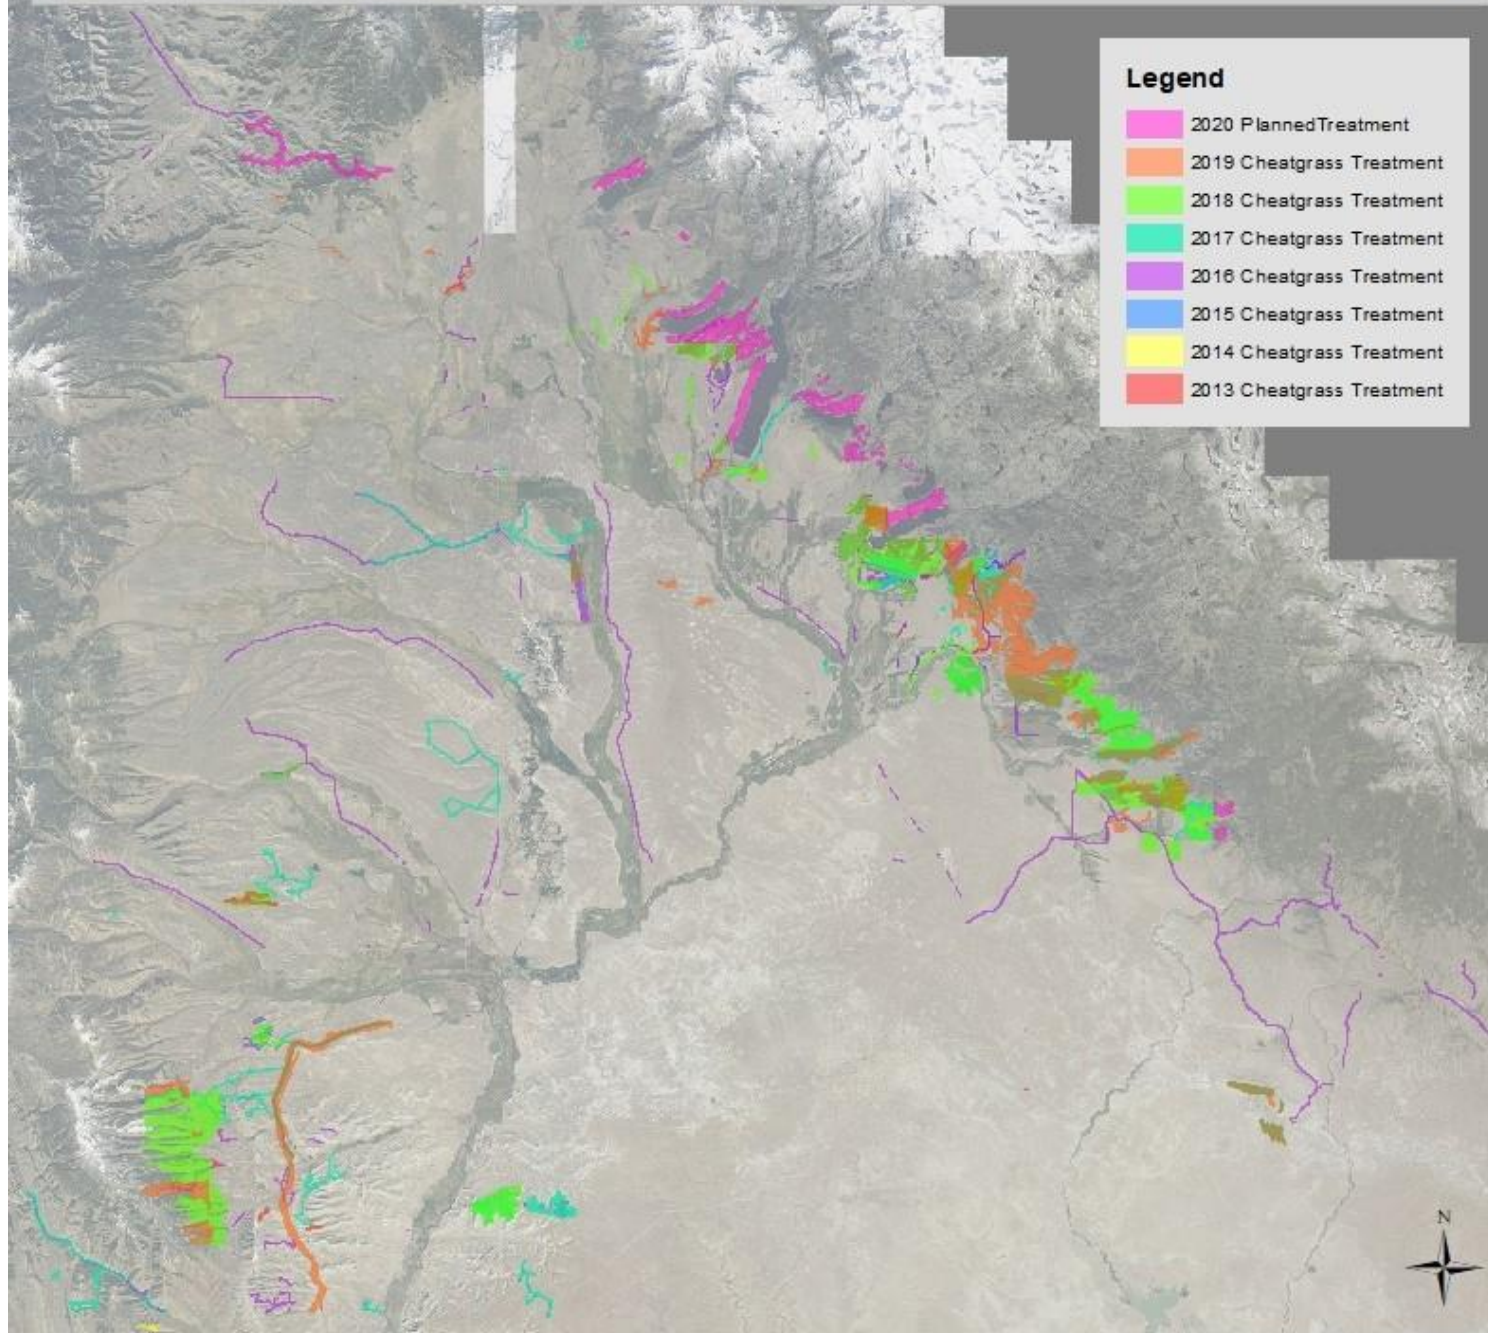 Legend
2020 PlannedTreatment
2019 Cheatgrass Treatment
2018 Cheatgrass Treatment
2017 Cheatgrass Treatment
2016 Cheatgrass Treatment
2015 Cheatgrass Treatment
2014 Cheatgrass Treatment
2013 Cheatgrass Treatment
N